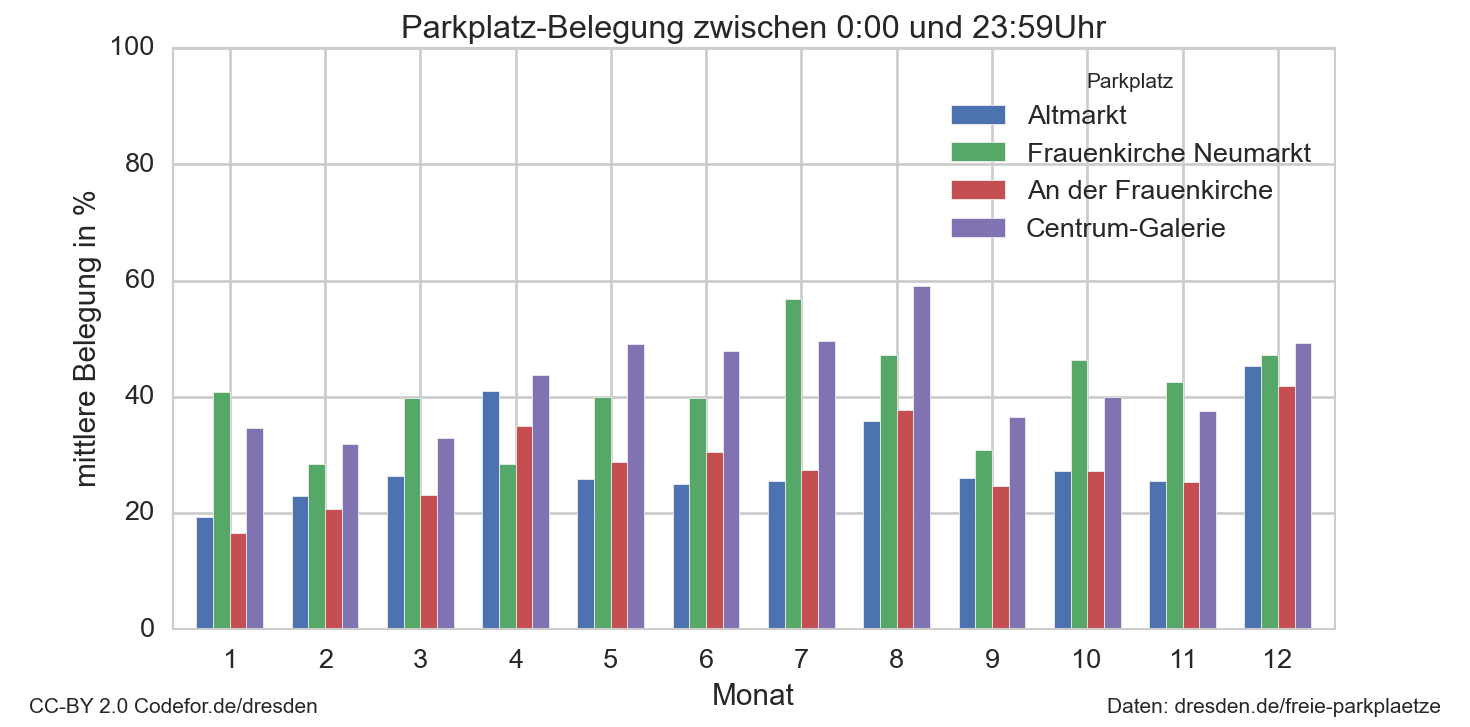 Parkplatz-Belegung zwischen 0:00 und 23:59Uhr
100
80
60
40
20
0
mittlere Belegung in %
Parkplatz
Altmarkt
Frauenkirche Neumarkt
An der Frauenkirche
Centrum-Galerie
1 2 3 4 5 6 7 8 9 10 11 12
Monat
CC-BY 2.0 Codefor.de/dresden
Daten: dresden.de/freie-parkplaetze